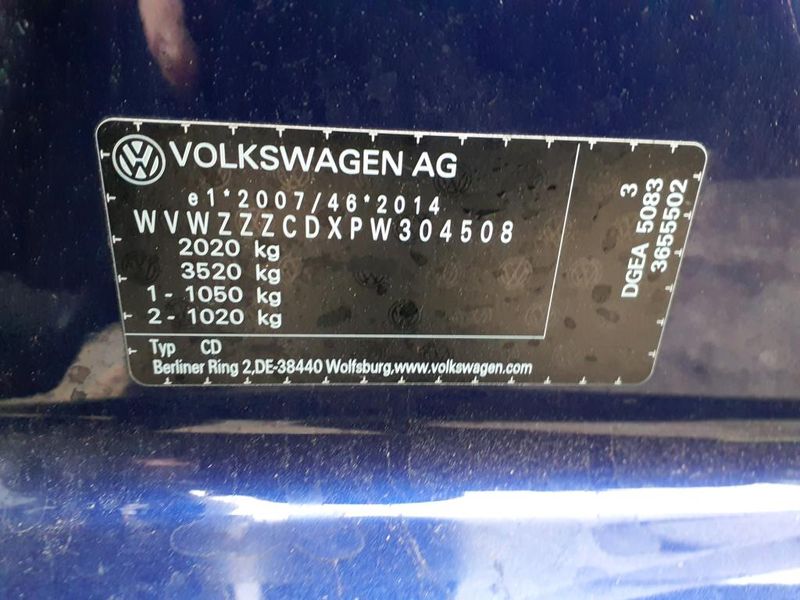 VOLKSWAGEN AG
e1*2007/46*2014
WVWZZZCDXPW304508
2020 kg
3520 kg
1 - 1050 kg
2 - 1020 kg
Typ CD
Berliner Ring 2,DE-38440 Wolfsburg,www.volkswagen.com
3
DGEA 5083
3655502